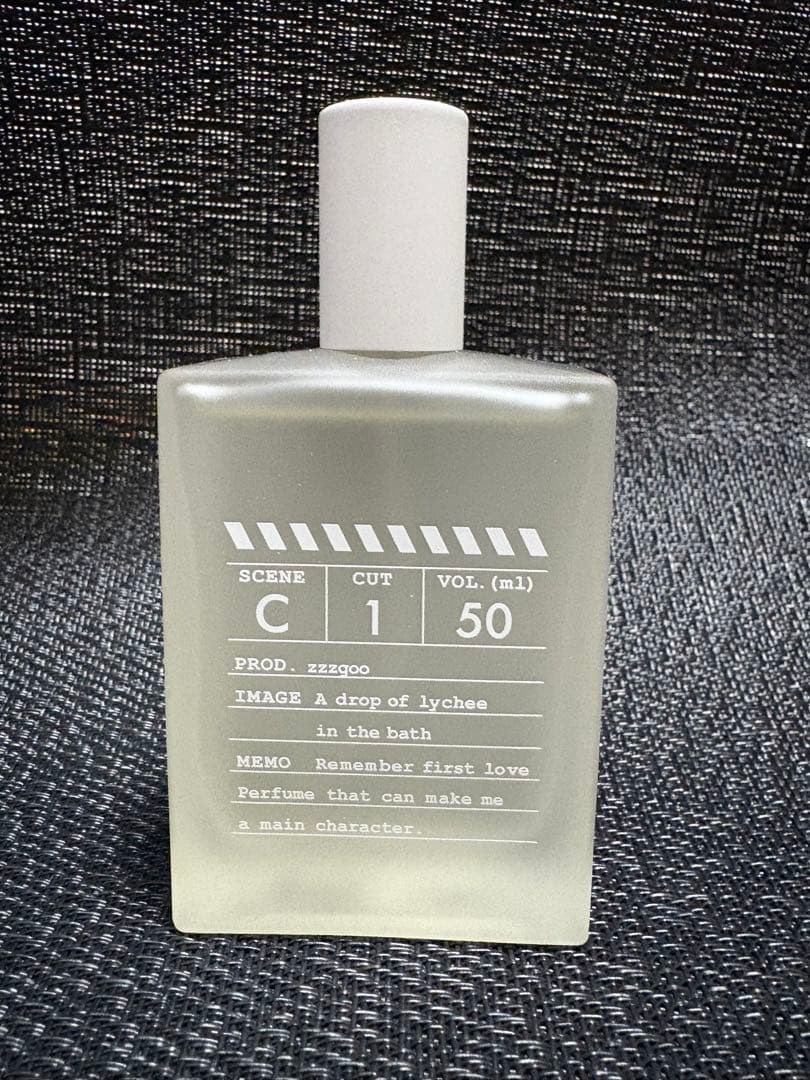 SCENE CUT VOL.(ml)
C 1 50
PROD. zzzqoo
IMAGE A drop of lychee
in the bath
MEMO Remember first love
Perfume that can make me
a main character.